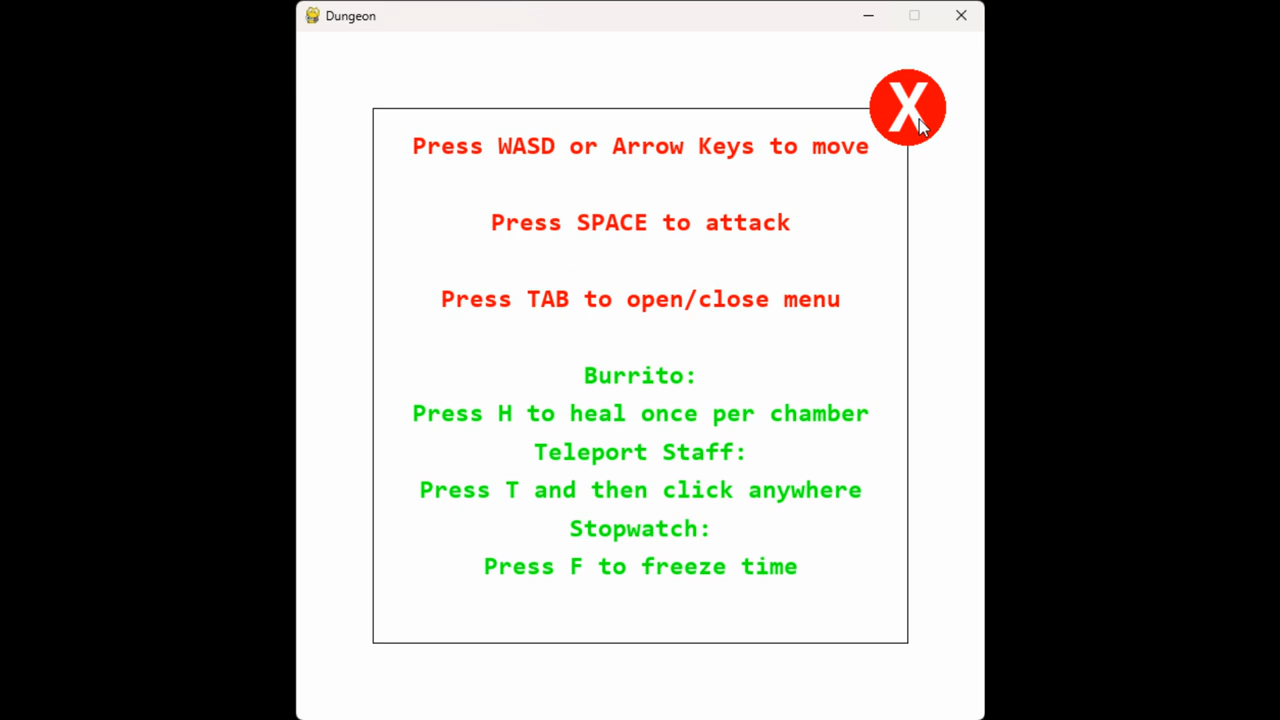 Dungeon
X
Press WASD or Arrow Keys to move
Press SPACE to attack
Press TAB to open/close menu
Burrito:
Press H to heal once per chamber
Teleport Staff:
Press T and then click anywhere
Stopwatch:
Press F to freeze time